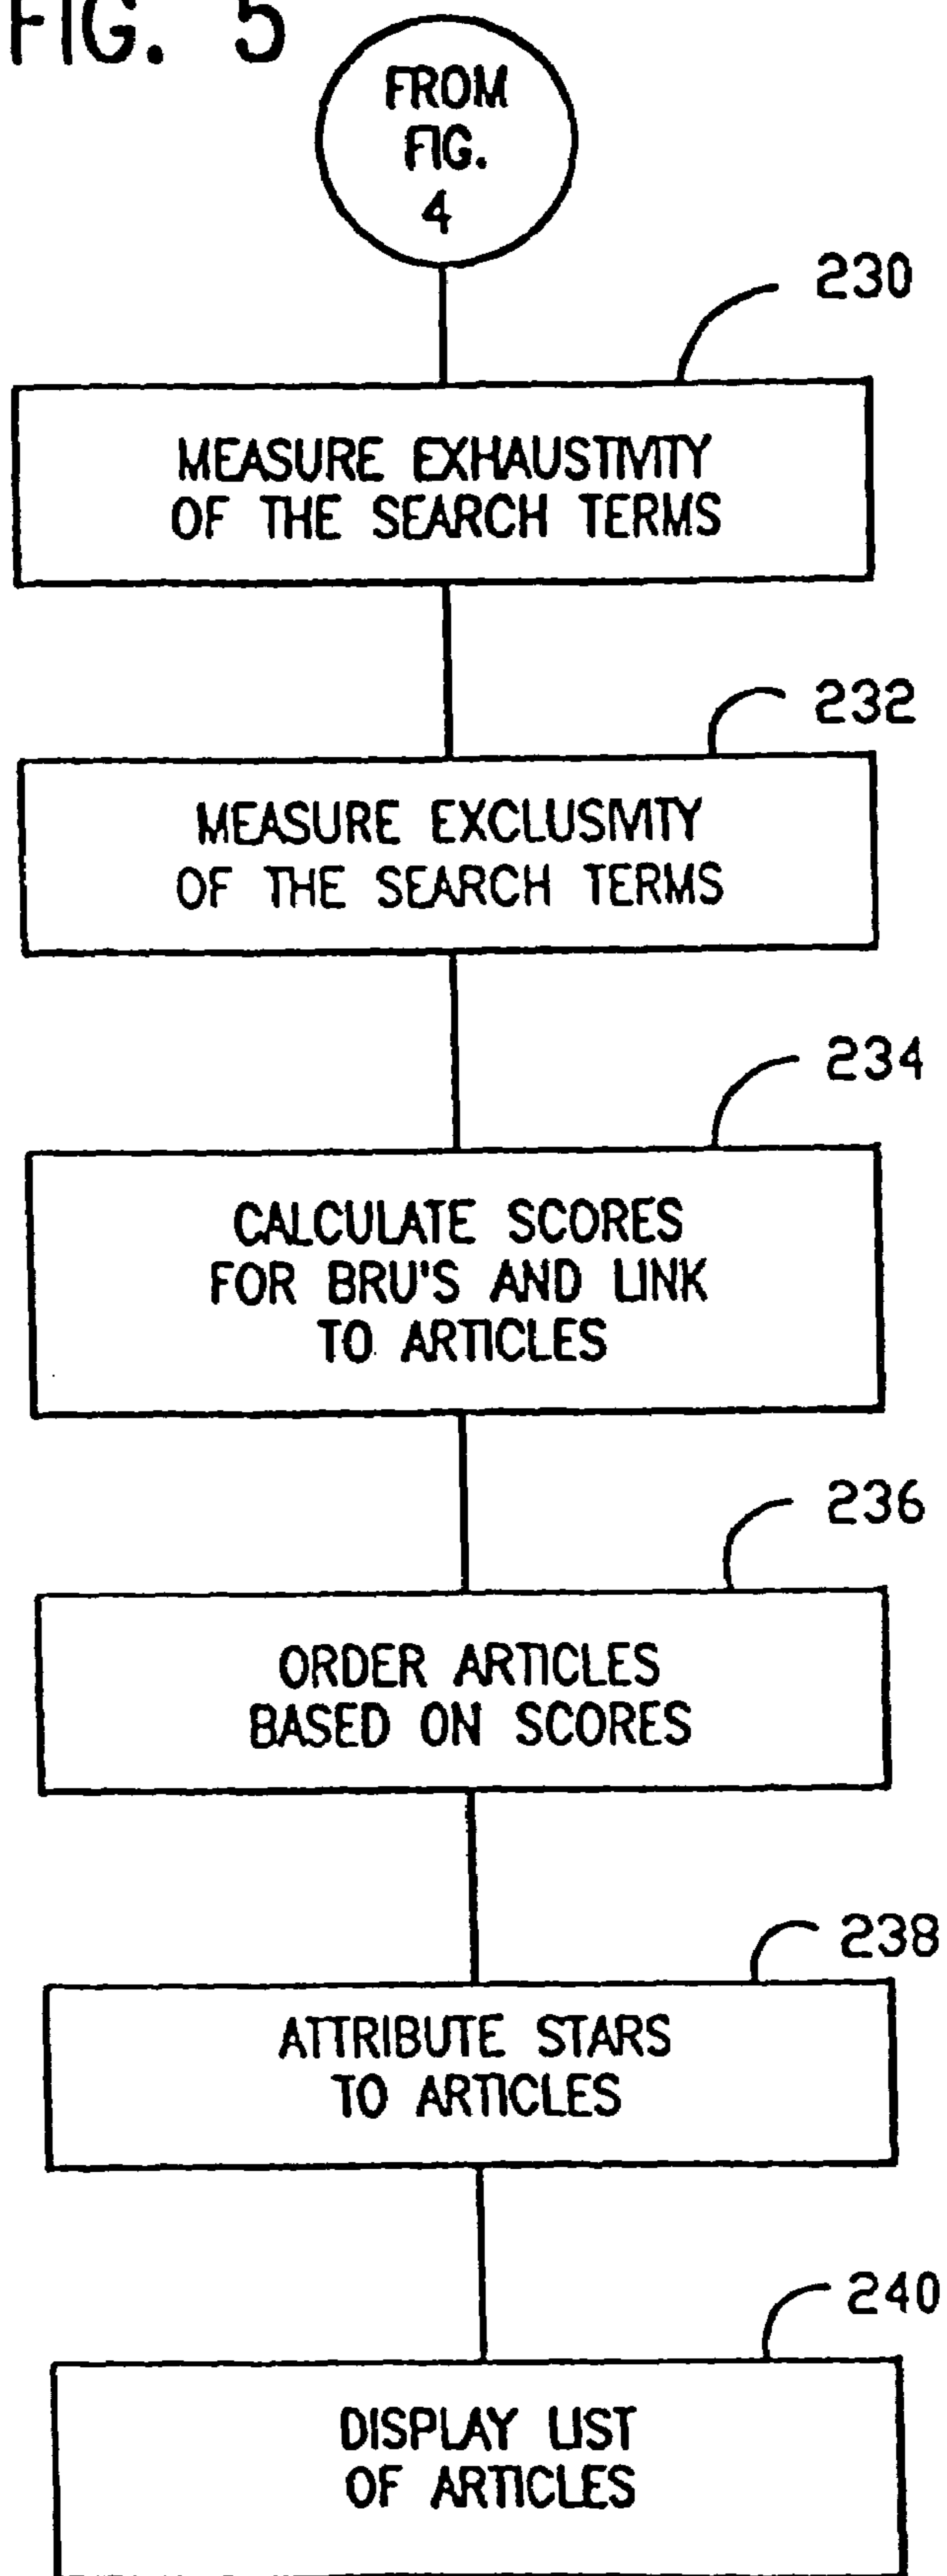 FIG. 5
FROM
FIG.
4
230
MEASURE EXHAUSTIVITY
OF THE SEARCH TERMS
232
MEASURE EXCLUSIVITY
OF THE SEARCH TERMS
234
CALCULATE SCORES
FOR BRU'S AND LINK
TO ARTICLES
236
ORDER ARTICLES
BASED ON SCORES
238
ATTRIBUTE STARS
TO ARTICLES
240
DISPLAY LIST
OF ARTICLES